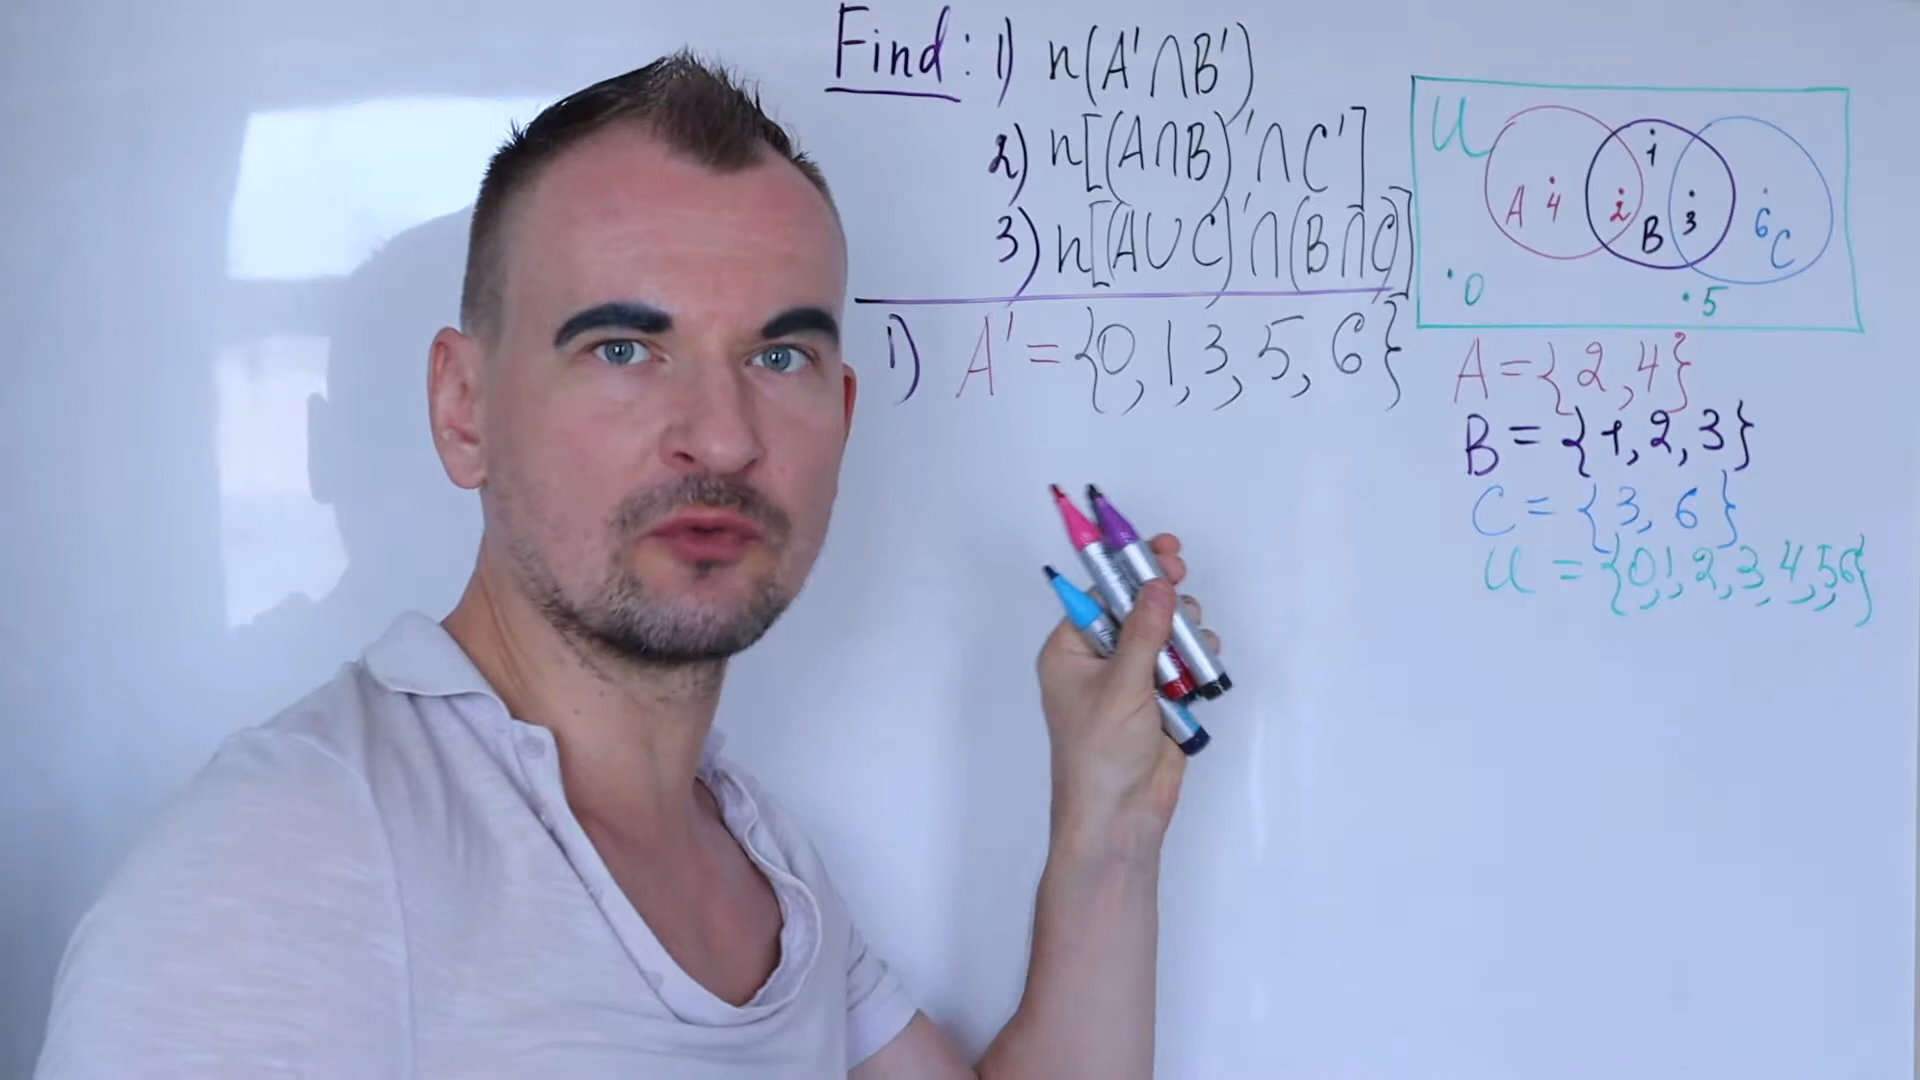 Find: 1) n(A'∩B')
2) n[(A∩B)'∩C']
3) n[(A∪C)'∩(B∩C)]
1) A' = {0, 1, 3, 5, 6}
U
A 4 2 1 B 3 6 C
0 5
A = {2, 4}
B = {1, 2, 3}
C = {3, 6}
U = {0, 1, 2, 3, 4, 5, 6}